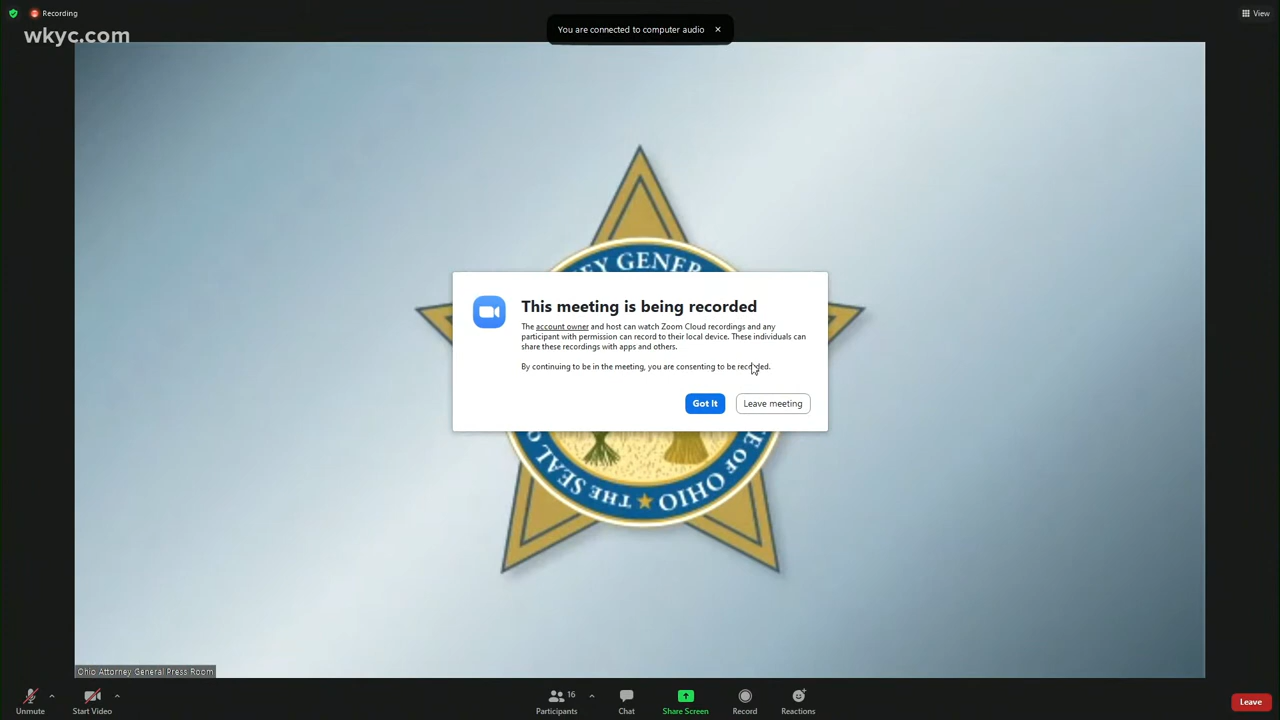 Recording
View
wkyc.com
You are connected to computer audio
This meeting is being recorded
The account owner and host can watch Zoom Cloud recordings and any
participant with permission can record to their local device. These individuals can
share these recordings with apps and others.
By continuing to be in the meeting, you are consenting to be recorded.
Got It
Leave meeting
EY GENER
THE SEAL O
E OF OHIO
Ohio Attorney General Press Room
Unmute
Start Video
16
Participants
Chat
Share Screen
Record
Reactions
Leave